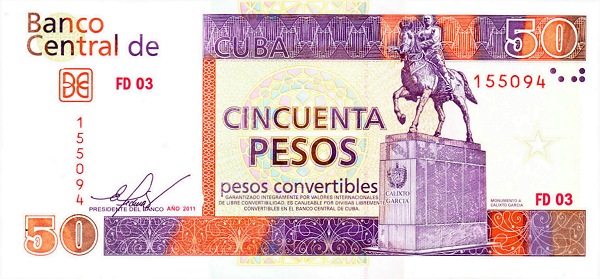 Banco
Central de
CUBA
50
FD 03
155094
155094
CINCUENTA
PESOS
pesos convertibles
GARANTIZADO INTEGRAMENTE POR VALORES INTERNACIONALES
DE LIBRE CONVERTIBILIDAD. ES CANJEABLE POR DIVISAS LIBREMENTE
CONVERTIBLES EN EL BANCO CENTRAL DE CUBA.
PRESIDENTE DEL BANCO AÑO 2011
CALIXTO
GARCIA
MONUMENTO A
CALIXTO GARCIA
FD 03
50
50